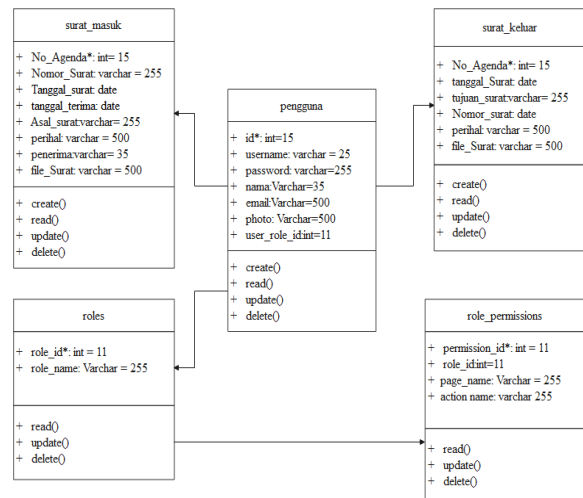 surat_masuk
+ No_Agenda*: int= 15
+ Nomor_Surat: varchar = 255
+ Tanggal_surat: date
+ tanggal_terima: date
+ Asal_surat:varchar= 255
+ perihal: varchar = 500
+ penerima:varchar= 35
+ file_Surat: varchar = 500
+ create()
+ read()
+ update()
+ delete()
pengguna
+ id*: int=15
+ username: varchar = 25
+ password: varchar=255
+ nama:Varchar=35
+ email:Varchar=500
+ photo: Varchar=500
+ user_role_id:int=11
+ create()
+ read()
+ update()
+ delete()
surat_keluar
+ No_Agenda*: int= 15
+ tanggal_Surat: date
+ tujuan_surat:varchar= 255
+ Nomor_surat: date
+ perihal: varchar = 500
+ file_Surat: varchar = 500
+ create()
+ read()
+ update()
+ delete()
roles
+ role_id*: int = 11
+ role_name: Varchar = 255
+ read()
+ update()
+ delete()
role_permissions
+ permission_id*: int = 11
+ role_id:int=11
+ page_name: Varchar = 255
+ action name: varchar 255
+ read()
+ update()
+ delete()